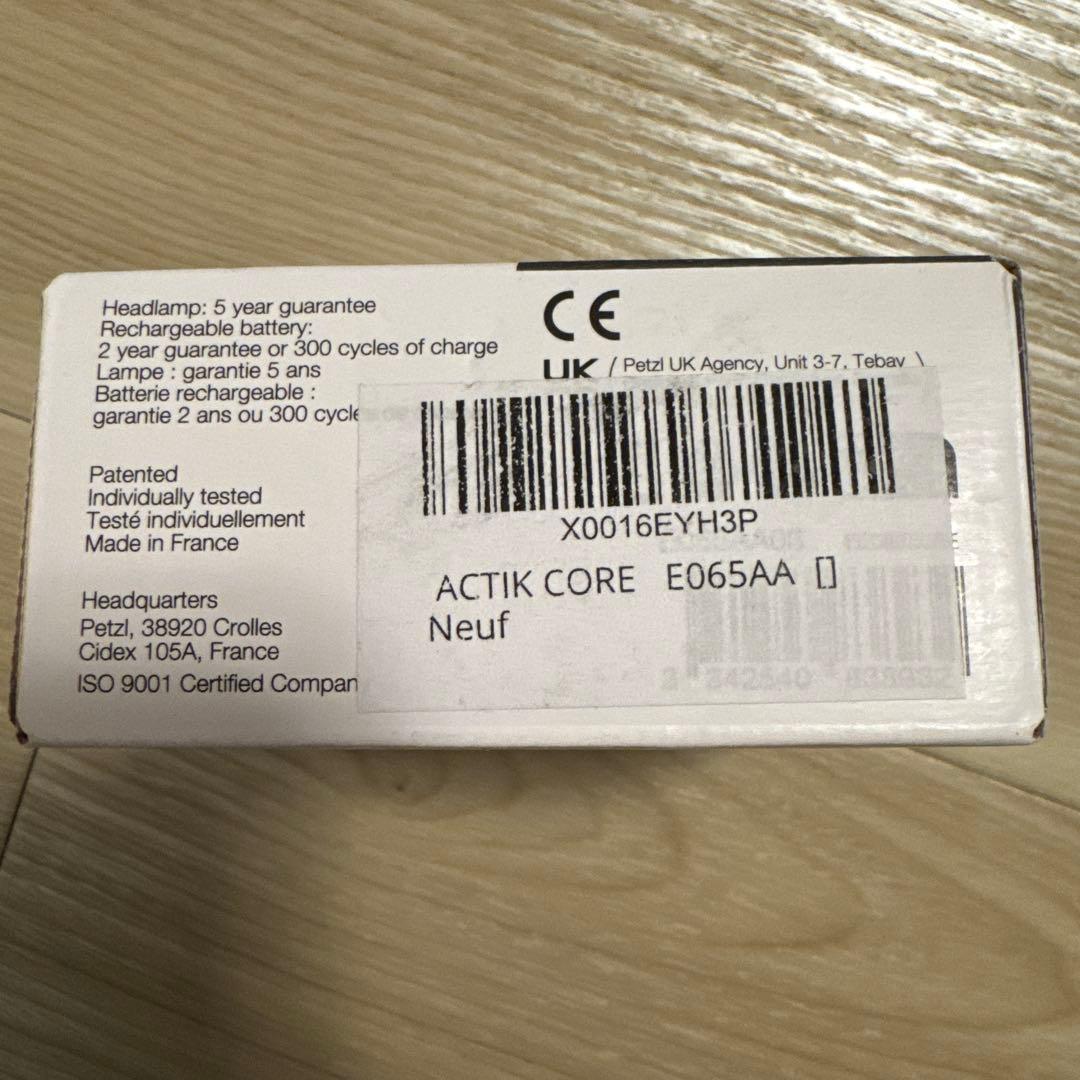 Headlamp: 5 year guarantee
Rechargeable battery:
2 year guarantee or 300 cycles of charge
Lampe : garantie 5 ans
Batterie rechargeable :
garantie 2 ans ou 300 cycle
Patented
Individually tested
Testé individuellement
Made in France
Headquarters
Petzl, 38920 Crolles
Cidex 105A, France
ISO 9001 Certified Compan
CE
UK / Petzl UK Agency, Unit 3-7, Tebay \
X0016EYH3P
ACTIK CORE E065AA []
Neuf